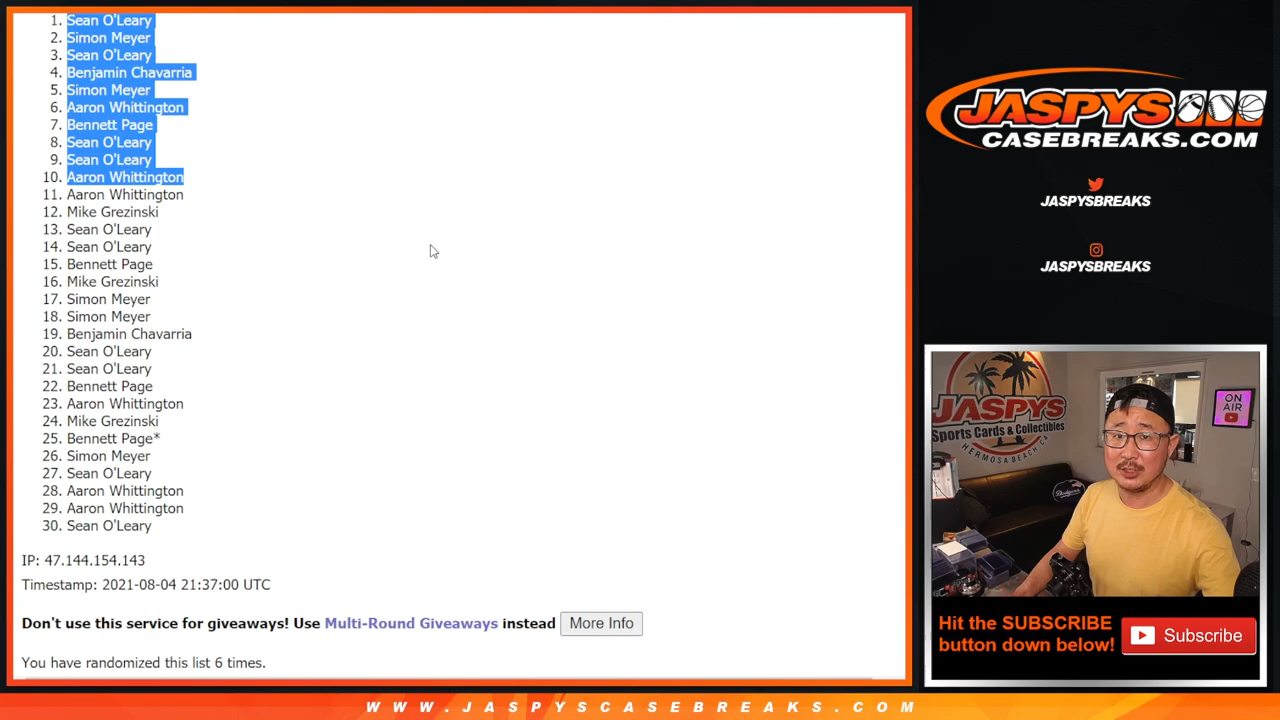 1. Sean O'Leary
2. Simon Meyer
3. Sean O'Leary
4. Benjamin Chavarria
5. Simon Meyer
6. Aaron Whittington
7. Bennett Page
8. Sean O'Leary
9. Sean O'Leary
10. Aaron Whittington
11. Aaron Whittington
12. Mike Grezinski
13. Sean O'Leary
14. Sean O'Leary
15. Bennett Page
16. Mike Grezinski
17. Simon Meyer
18. Simon Meyer
19. Benjamin Chavarria
20. Sean O'Leary
21. Sean O'Leary
22. Bennett Page
23. Aaron Whittington
24. Mike Grezinski
25. Bennett Page*
26. Simon Meyer
27. Sean O'Leary
28. Aaron Whittington
29. Aaron Whittington
30. Sean O'Leary
IP: 47.144.154.143
Timestamp: 2021-08-04 21:37:00 UTC
Don't use this service for giveaways! Use Multi-Round Giveaways instead More Info
You have randomized this list 6 times.
JASPYS
CASEBREAKS.COM
JASPYSBREAKS
JASPYSBREAKS
JASPYS
Sports Cards & Collectibles
HERMOSA BEACH CA
ON
AIR
Dodgers
Hit the SUBSCRIBE
button down below!
Subscribe
WWW.JASPYSCASEBREAKS.COM